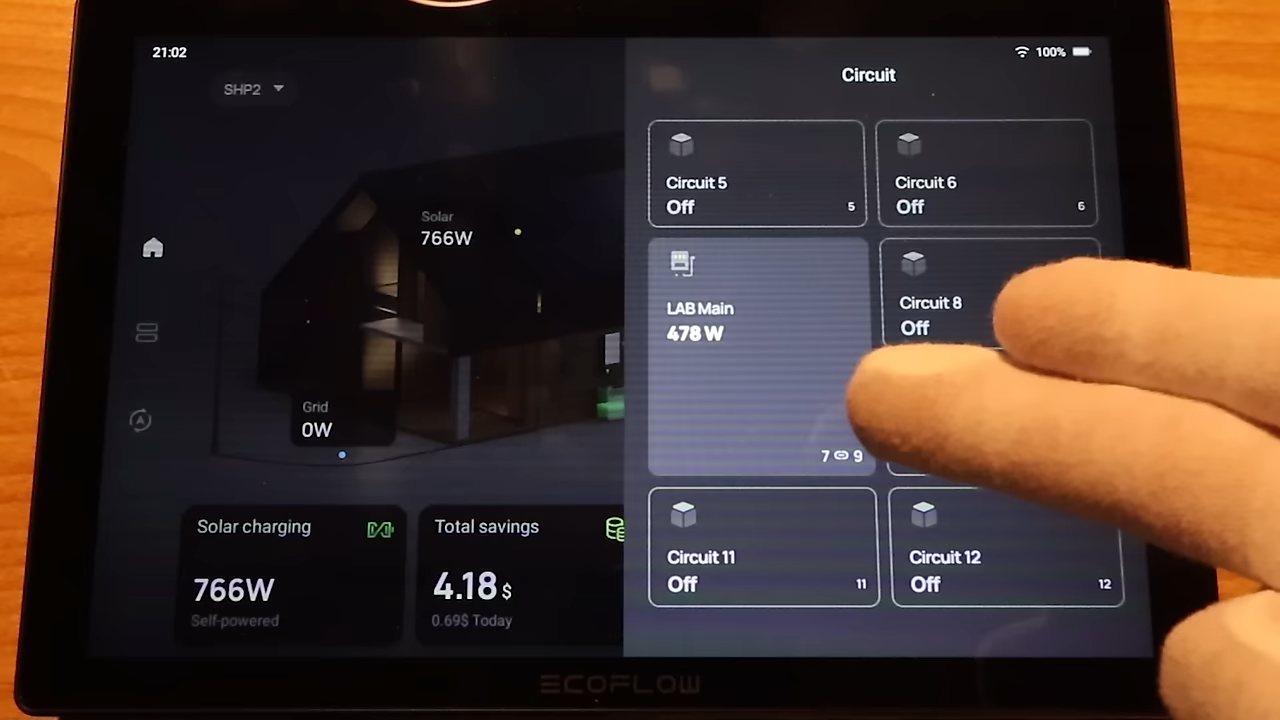 21:02
100%
SHP2
Circuit
Circuit 5
Off
5
Circuit 6
Off
6
Solar
766W
LAB Main
478 W
7 9
Circuit 8
Off
Grid
0W
Solar charging
766W
Self-powered
Total savings
4.18 $
0.69$ Today
Circuit 11
Off
11
Circuit 12
Off
12
ECOFLOW